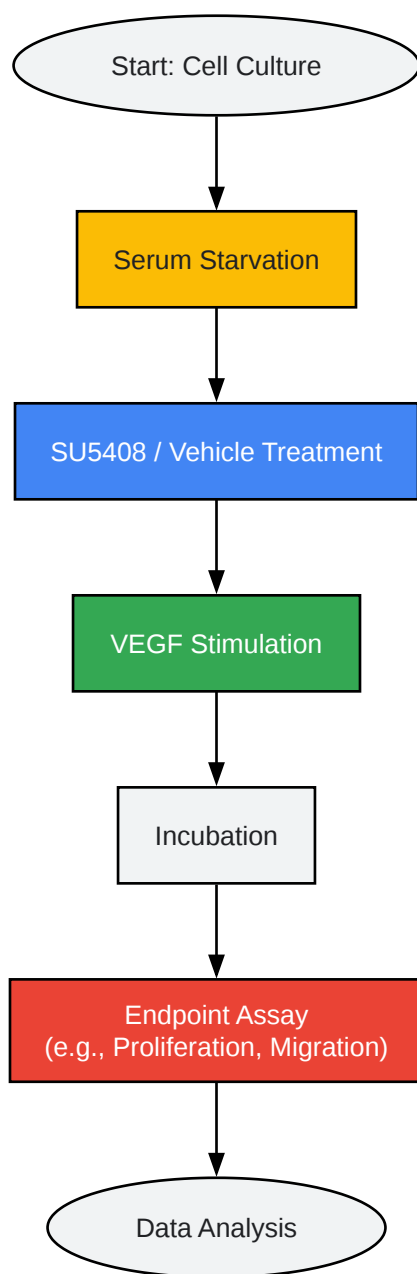 Start: Cell Culture
Serum Starvation
SU5408 / Vehicle Treatment
VEGF Stimulation
Incubation
Endpoint Assay
(e.g., Proliferation, Migration)
Data Analysis